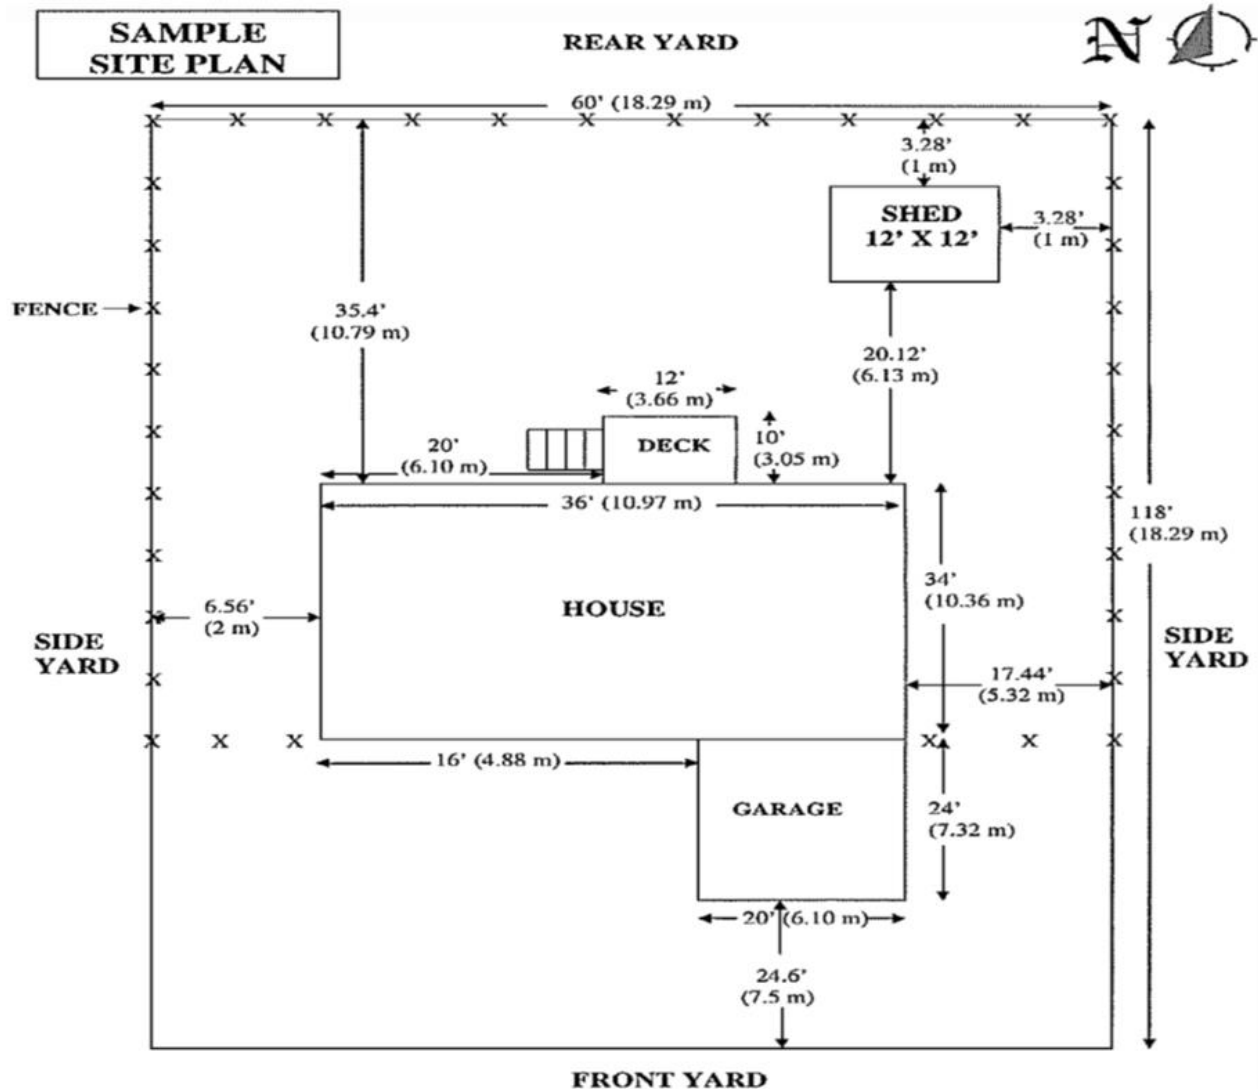 SAMPLE
SITE PLAN
REAR YARD
N
60' (18.29 m)
3.28'
(1 m)
SHED
12' X 12'
3.28'
(1 m)
FENCE
35.4'
(10.79 m)
20.12'
(6.13 m)
12'
(3.66 m)
20'
(6.10 m)
DECK
10'
(3.05 m)
36' (10.97 m)
118'
(18.29 m)
34'
(10.36 m)
HOUSE
6.56'
(2 m)
SIDE
YARD
SIDE
YARD
17.44'
(5.32 m)
16' (4.88 m)
GARAGE
24'
(7.32 m)
20' (6.10 m)
24.6'
(7.5 m)
FRONT YARD